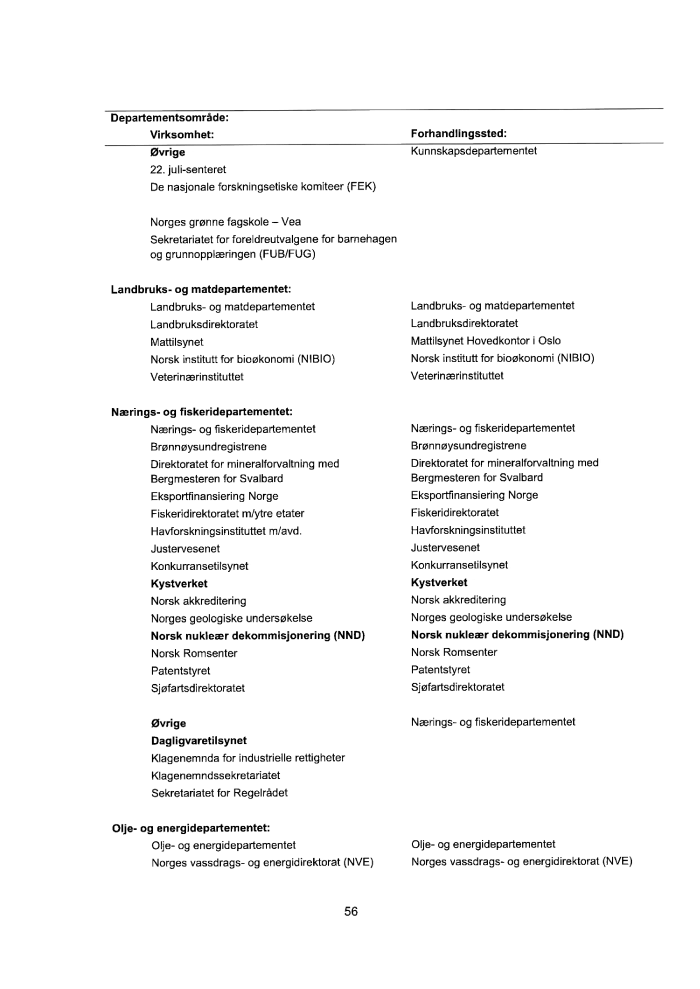 Departementsområde:
Virksomhet: Forhandlingssted:
Øvrige Kunnskapsdepartementet
22. juli-senteret
De nasjonale forskningsetiske komiteer (FEK)
Norges grønne fagskole – Vea
Sekretariatet for foreldreutvalgene for barnehagen
og grunnopplæringen (FUB/FUG)
Landbruks- og matdepartementet:
Landbruks- og matdepartementet Landbruks- og matdepartementet
Landbruksdirektoratet Landbruksdirektoratet
Mattilsynet Mattilsynet Hovedkontor i Oslo
Norsk institutt for bioøkonomi (NIBIO) Norsk institutt for bioøkonomi (NIBIO)
Veterinærinstituttet Veterinærinstituttet
Nærings- og fiskeridepartementet:
Nærings- og fiskeridepartementet Nærings- og fiskeridepartementet
Brønnøysundregistrene Brønnøysundregistrene
Direktoratet for mineralforvaltning med Direktoratet for mineralforvaltning med
Bergmesteren for Svalbard Bergmesteren for Svalbard
Eksportfinansiering Norge Eksportfinansiering Norge
Fiskeridirektoratet m/ytre etater Fiskeridirektoratet
Havforskningsinstituttet m/avd. Havforskningsinstituttet
Justervesenet Justervesenet
Konkurransetilsynet Konkurransetilsynet
Kystverket Kystverket
Norsk akkreditering Norsk akkreditering
Norges geologiske undersøkelse Norges geologiske undersøkelse
Norsk nukleær dekommisjonering (NND) Norsk nukleær dekommisjonering (NND)
Norsk Romsenter Norsk Romsenter
Patentstyret Patentstyret
Sjøfartsdirektoratet Sjøfartsdirektoratet
Øvrige Nærings- og fiskeridepartementet
Dagligvaretilsynet
Klagenemnda for industrielle rettigheter
Klagenemndssekretariatet
Sekretariatet for Regelrådet
Olje- og energidepartementet:
Olje- og energidepartementet Olje- og energidepartementet
Norges vassdrags- og energidirektorat (NVE) Norges vassdrags- og energidirektorat (NVE)
56